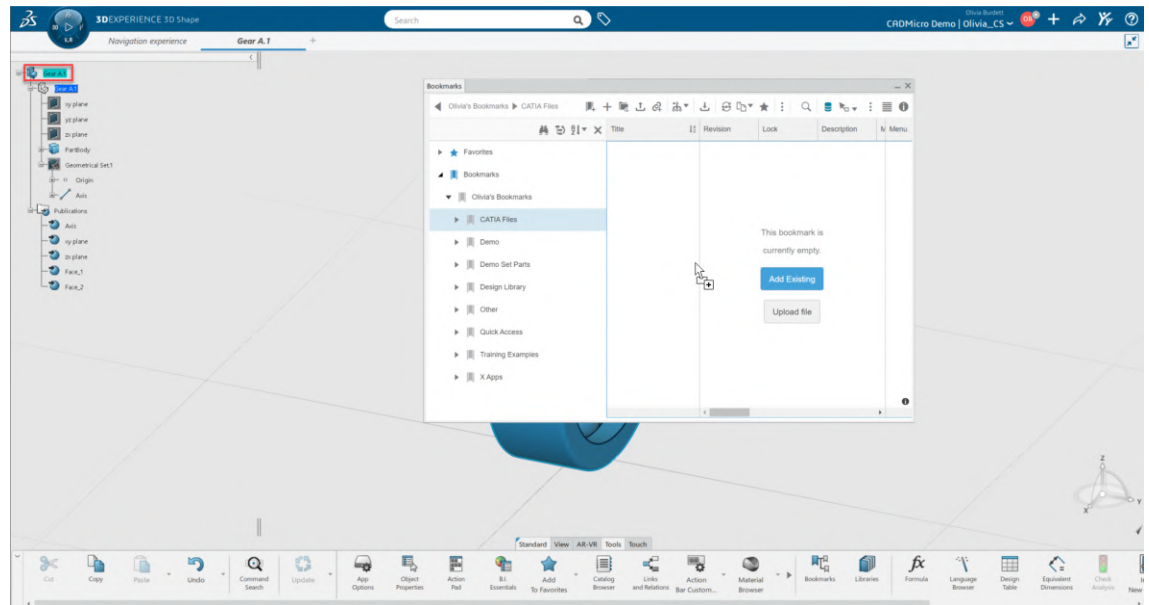 3DEXPERIENCE 3D Shape
Search
Olivia Burdett
CADMicro Demo | Olivia_CS
OB
V.R
Navigation experience
Gear A.1
+
Gear A.1
Gear A.1
xy plane
yz plane
zx plane
PartBody
Geometrical Set.1
Origin
Axis
Publications
Axis
xy plane
zx plane
Face_1
Face_2
Bookmarks
Olivia's Bookmarks
CATIA Files
Title
Revision
Lock
Description
M
Menu
Favorites
Bookmarks
Olivia's Bookmarks
CATIA Files
Demo
Demo Set Parts
Design Library
Other
Quick Access
Training Examples
X Apps
This bookmark is
currently empty.
Add Existing
Upload file
z
y
x
Standard View AR-VR Tools Touch
Cut
Copy
Paste
Undo
Command
Search
Update
App
Options
Object
Properties
Action
Pad
B.I.
Essentials
Add
To Favorites
Catalog
Browser
Links
and Relations
Action
Bar Custom...
Material
Browser
Bookmarks
Libraries
fx
Formula
Language
Browser
Design
Table
Equivalent
Dimensions
Check
Analysis
New